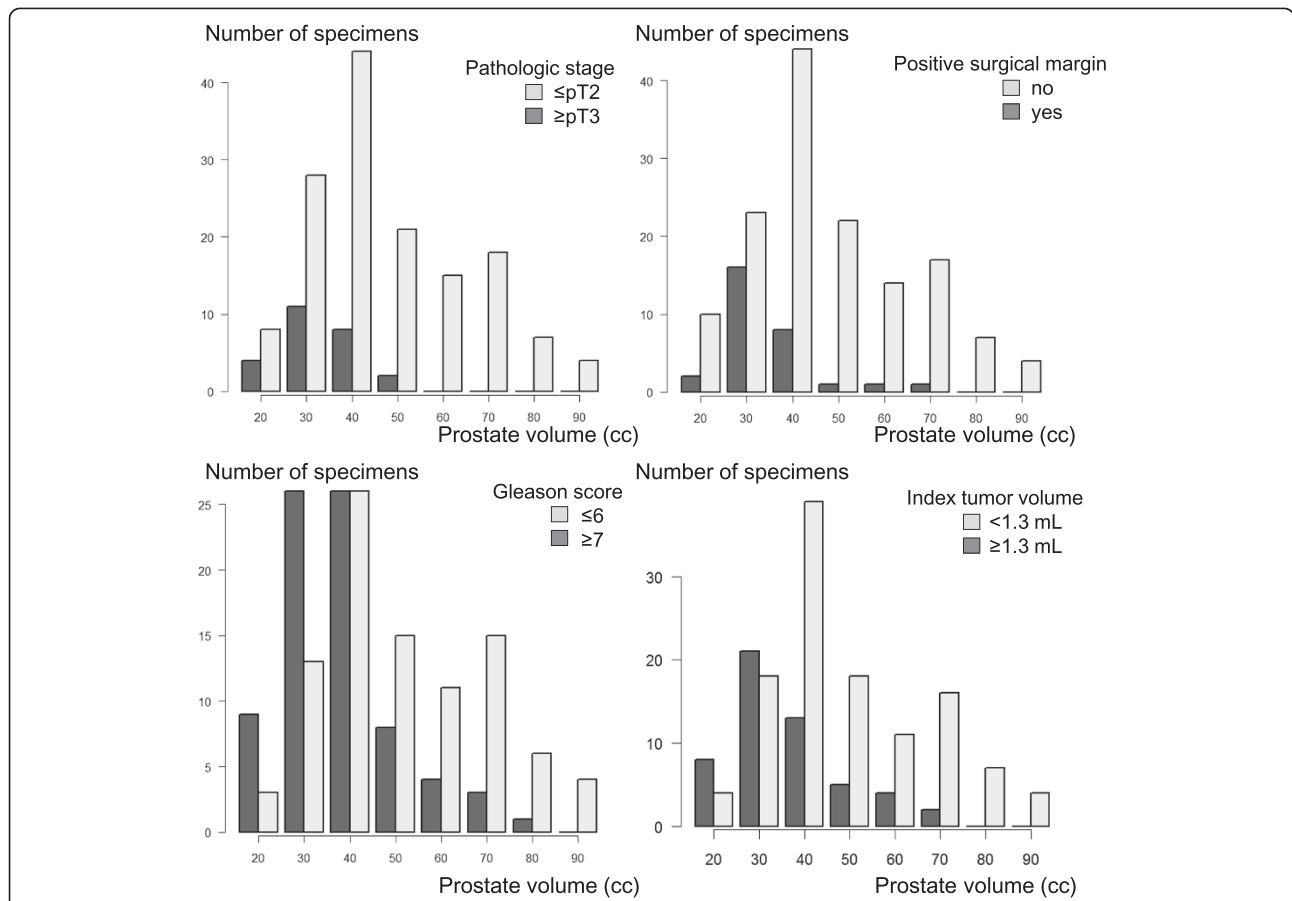 Number of specimens
Pathologic stage
≤pT2
≥pT3
40
30
20
10
0
20 30 40 50 60 70 80 90
Prostate volume (cc)
Number of specimens
Positive surgical margin
no
yes
40
30
20
10
0
20 30 40 50 60 70 80 90
Prostate volume (cc)
Number of specimens
Gleason score
≤6
≥7
25
20
15
10
5
0
20 30 40 50 60 70 80 90
Prostate volume (cc)
Number of specimens
Index tumor volume
<1.3 mL
≥1.3 mL
30
20
10
0
20 30 40 50 60 70 80 90
Prostate volume (cc)